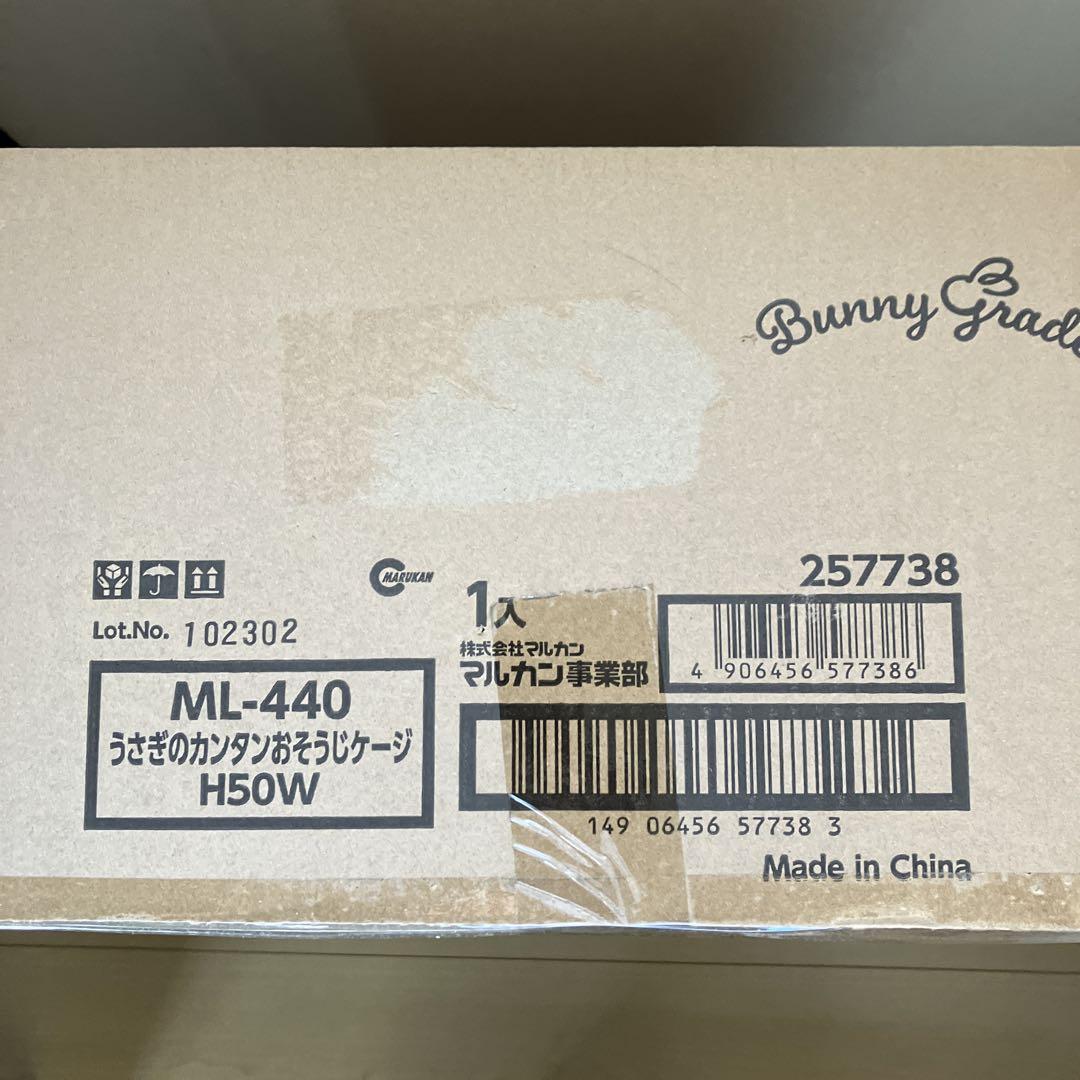 Bunny Grade
MARUKAN
Lot.No. 102302
ML-440
うさぎのカンタンおそうじケージ
H50W
1入
株式会社マルカン
マルカン事業部
257738
4 906456 577386
149 06456 57738 3
Made in China